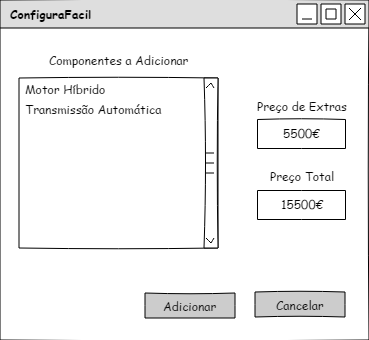 ConfiguraFacil
Componentes a Adicionar
Motor Híbrido
Transmissão Automática
Preço de Extras
5500€
Preço Total
15500€
Adicionar
Cancelar